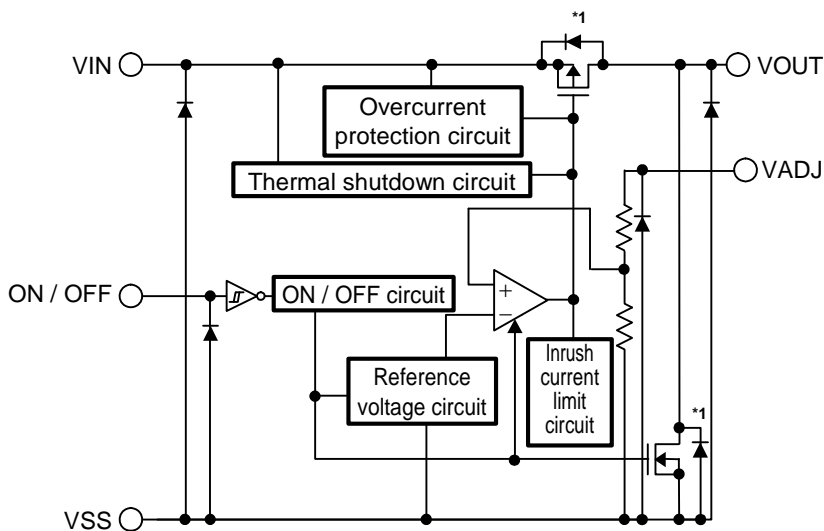 *1
VIN
VOUT
Overcurrent
protection circuit
Thermal shutdown circuit
VADJ
ON / OFF
ON / OFF circuit
+
−
Reference
voltage circuit
Inrush
current
limit
circuit
*1
VSS